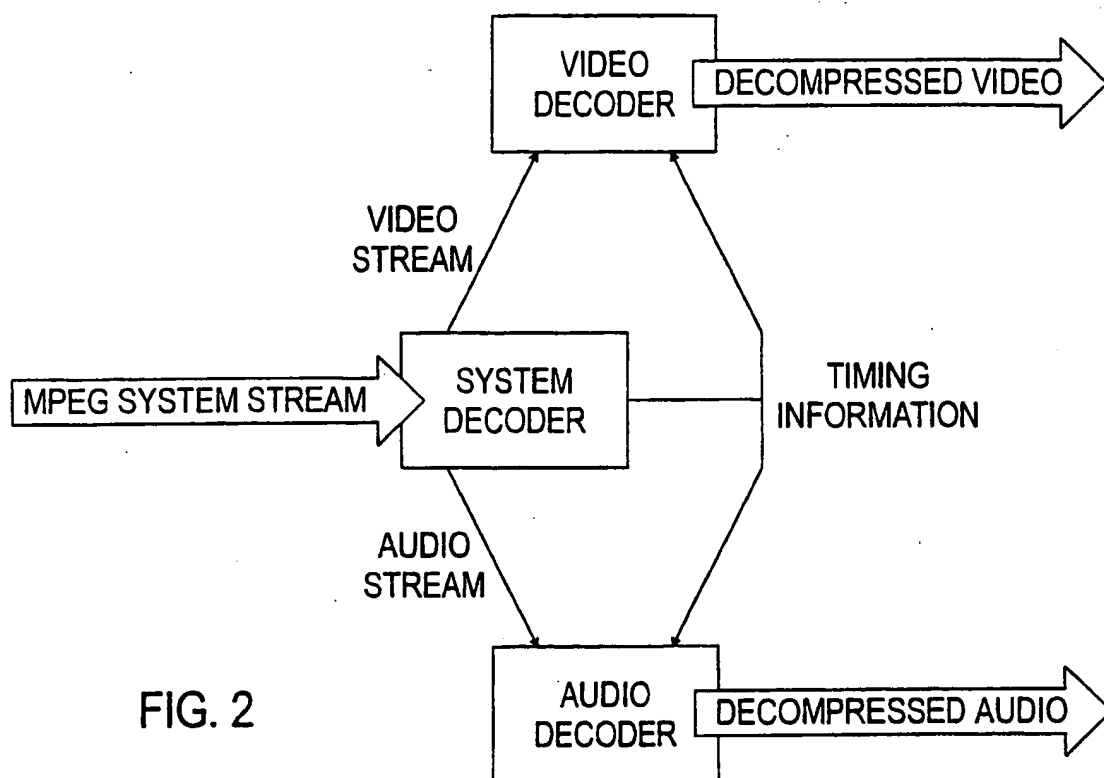 VIDEO
DECODER
DECOMPRESSED VIDEO
VIDEO
STREAM
MPEG SYSTEM STREAM
SYSTEM
DECODER
TIMING
INFORMATION
AUDIO
STREAM
FIG. 2
AUDIO
DECODER
DECOMPRESSED AUDIO